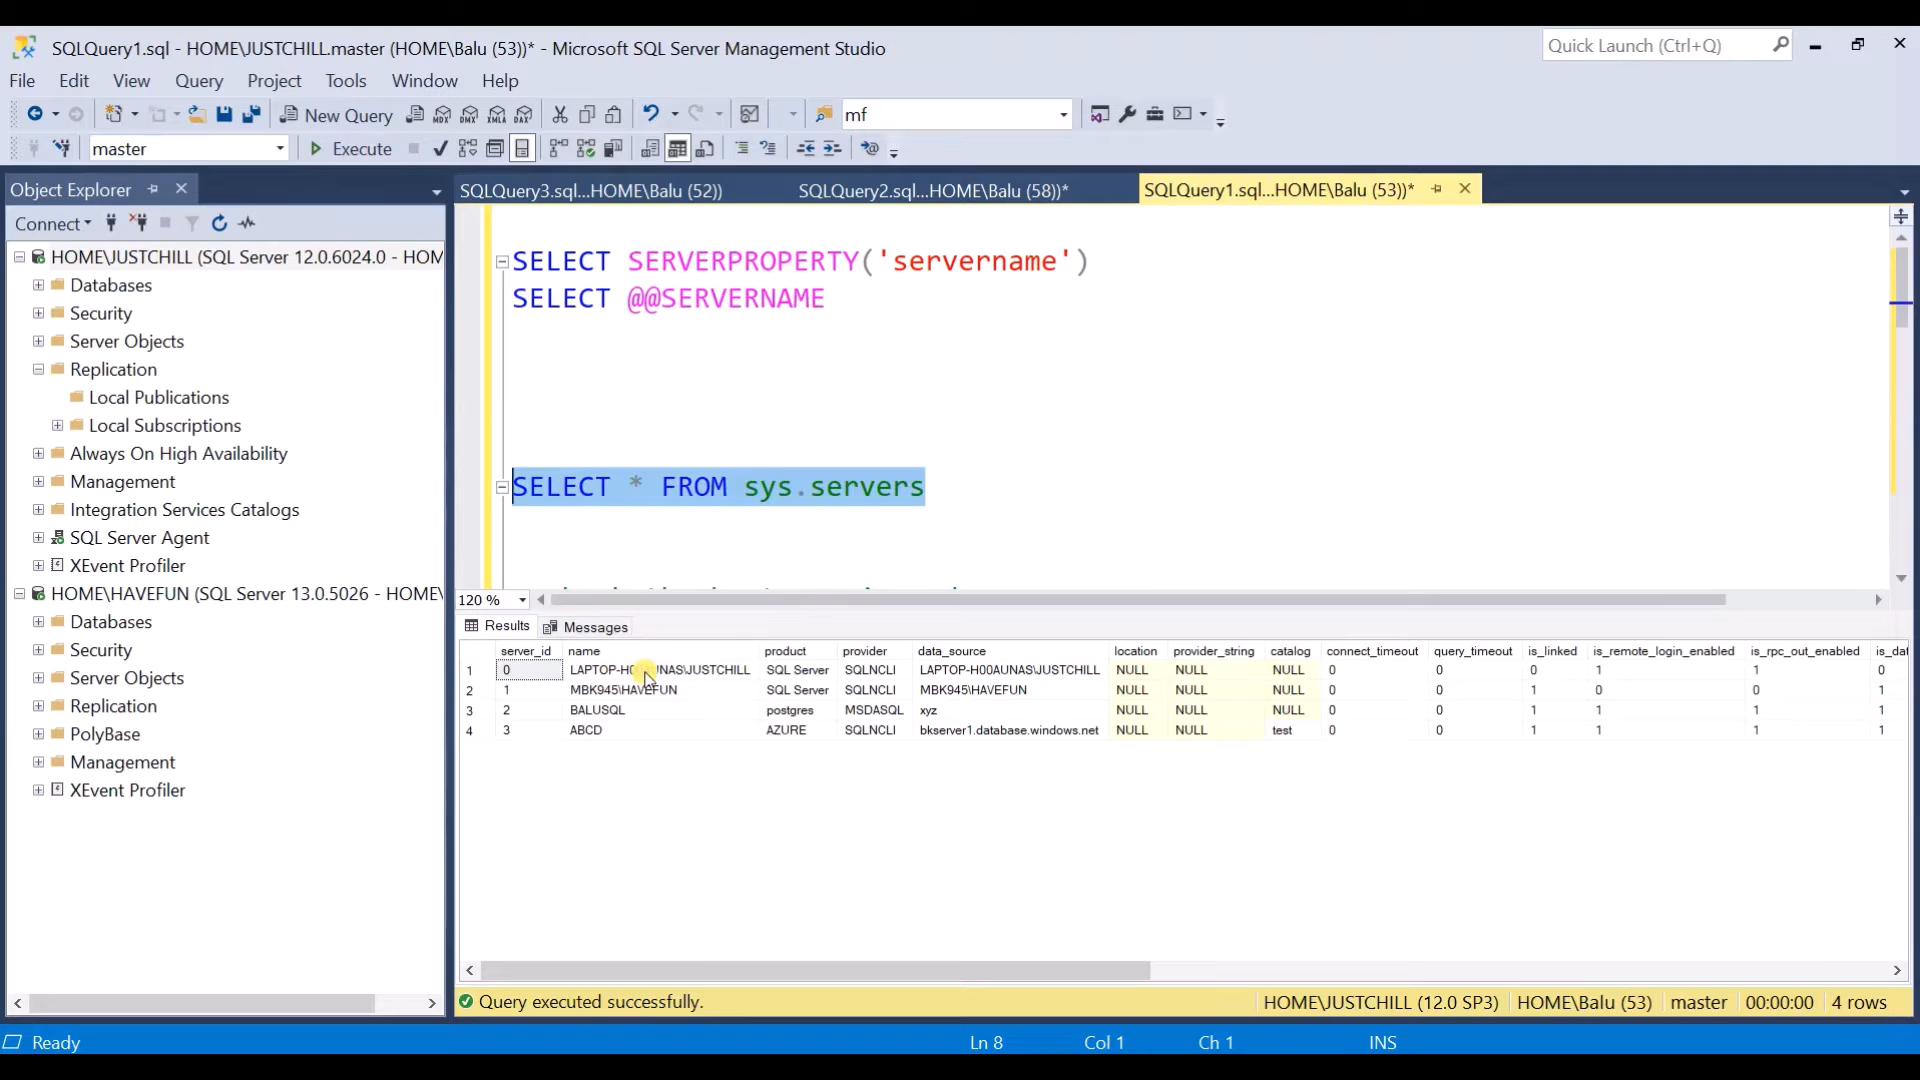 SQLQuery1.sql - HOME\JUSTCHILL.master (HOME\Balu (53))* - Microsoft SQL Server Management Studio
Quick Launch (Ctrl+Q)
File Edit View Query Project Tools Window Help
New Query MDX DMX XMLA DAX mf
master Execute
Object Explorer
SQLQuery3.sql...HOME\Balu (52)) SQLQuery2.sql...HOME\Balu (58))* SQLQuery1.sql...HOME\Balu (53))*
Connect
HOME\JUSTCHILL (SQL Server 12.0.6024.0 - HOM
Databases
Security
Server Objects
Replication
Local Publications
Local Subscriptions
Always On High Availability
Management
Integration Services Catalogs
SQL Server Agent
XEvent Profiler
HOME\HAVEFUN (SQL Server 13.0.5026 - HOME\
Databases
Security
Server Objects
Replication
PolyBase
Management
XEvent Profiler
SELECT SERVERPROPERTY('servername')
SELECT @@SERVERNAME
SELECT * FROM sys.servers
120 %
Results Messages
server_id name product provider data_source location provider_string catalog connect_timeout query_timeout is_linked is_remote_login_enabled is_rpc_out_enabled is_dat
1 0 LAPTOP-H00AUNAS\JUSTCHILL SQL Server SQLNCLI LAPTOP-H00AUNAS\JUSTCHILL NULL NULL NULL 0 0 0 1 1 0
2 1 MBK945\HAVEFUN SQL Server SQLNCLI MBK945\HAVEFUN NULL NULL NULL 0 0 1 0 0 1
3 2 BALUSQL postgres MSDASQL xyz NULL NULL NULL 0 0 1 1 1 1
4 3 ABCD AZURE SQLNCLI bkserver1.database.windows.net NULL NULL test 0 0 1 1 1 1
Query executed successfully. HOME\JUSTCHILL (12.0 SP3) HOME\Balu (53) master 00:00:00 4 rows
Ready Ln 8 Col 1 Ch 1 INS